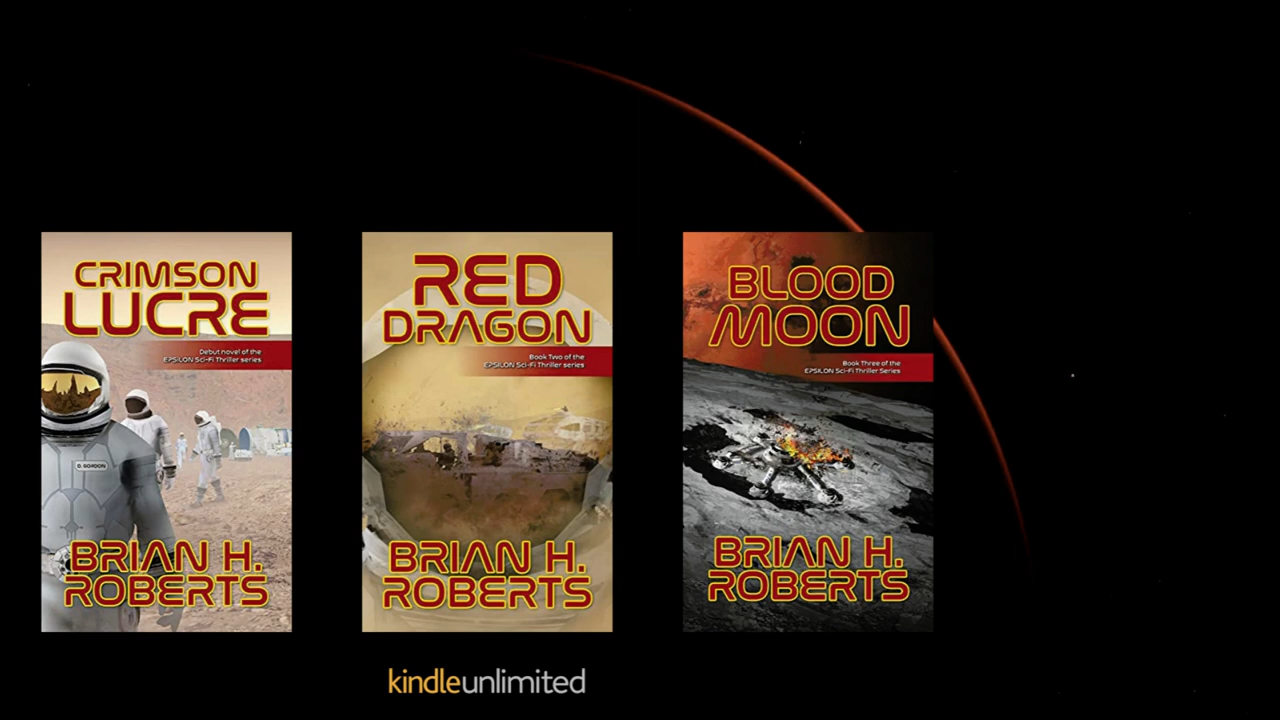 CRIMSON
LUCRE
Debut novel of the
EPSILON Sci-Fi Thriller series
D. GORDON
BRIAN H.
ROBERTS
RED
DRAGON
Book Two of the
EPSILON Sci-Fi Thriller series
BRIAN H.
ROBERTS
BLOOD
MOON
Book Three of the
EPSILON Sci-Fi Thriller Series
BRIAN H.
ROBERTS
kindleunlimited